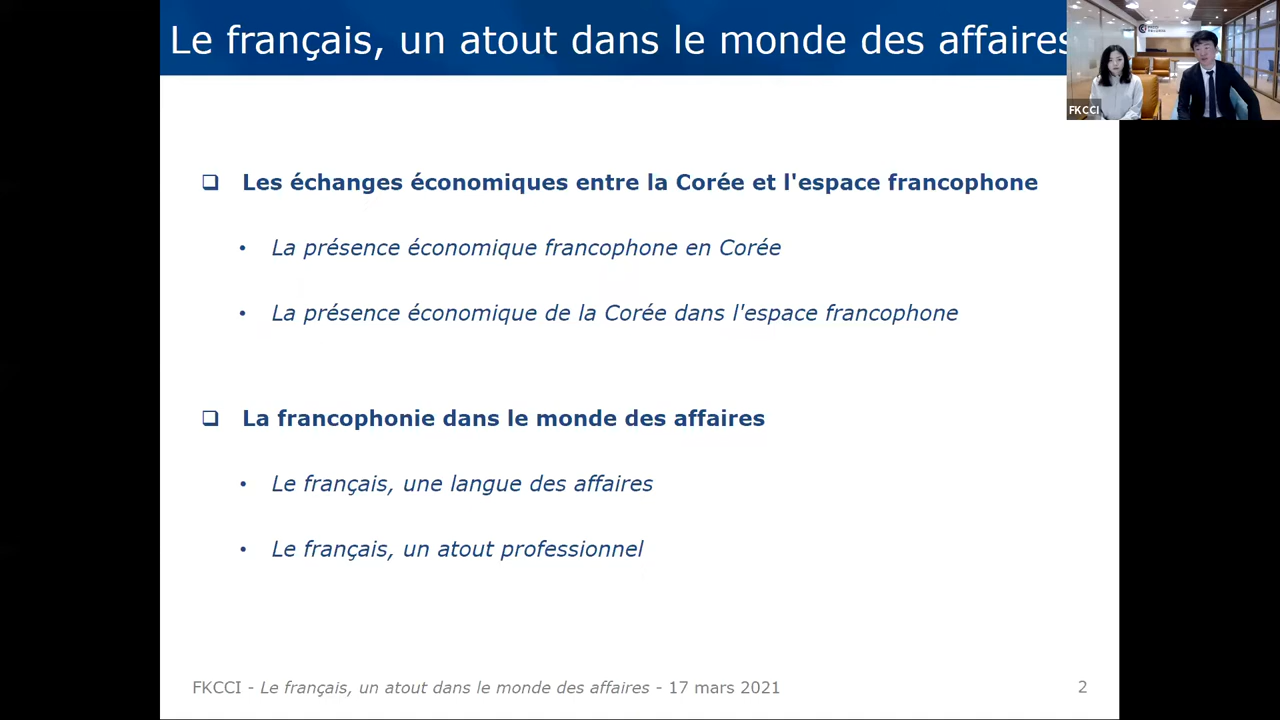 Le français, un atout dans le monde des affaires
FKCCI
❑ Les échanges économiques entre la Corée et l'espace francophone
• La présence économique francophone en Corée
• La présence économique de la Corée dans l'espace francophone
❑ La francophonie dans le monde des affaires
• Le français, une langue des affaires
• Le français, un atout professionnel
FKCCI - Le français, un atout dans le monde des affaires - 17 mars 2021
2